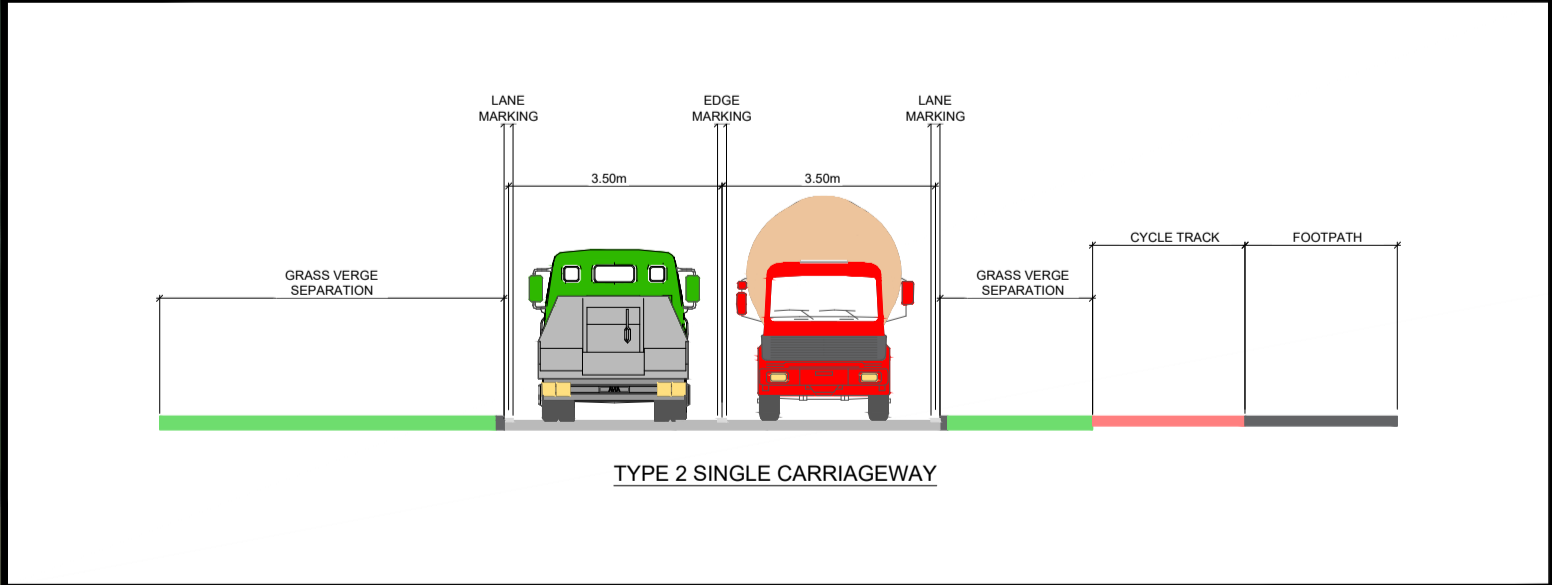 LANE
MARKING
EDGE
MARKING
LANE
MARKING
3.50m
3.50m
CYCLE TRACK
FOOTPATH
GRASS VERGE
SEPARATION
GRASS VERGE
SEPARATION
TYPE 2 SINGLE CARRIAGEWAY